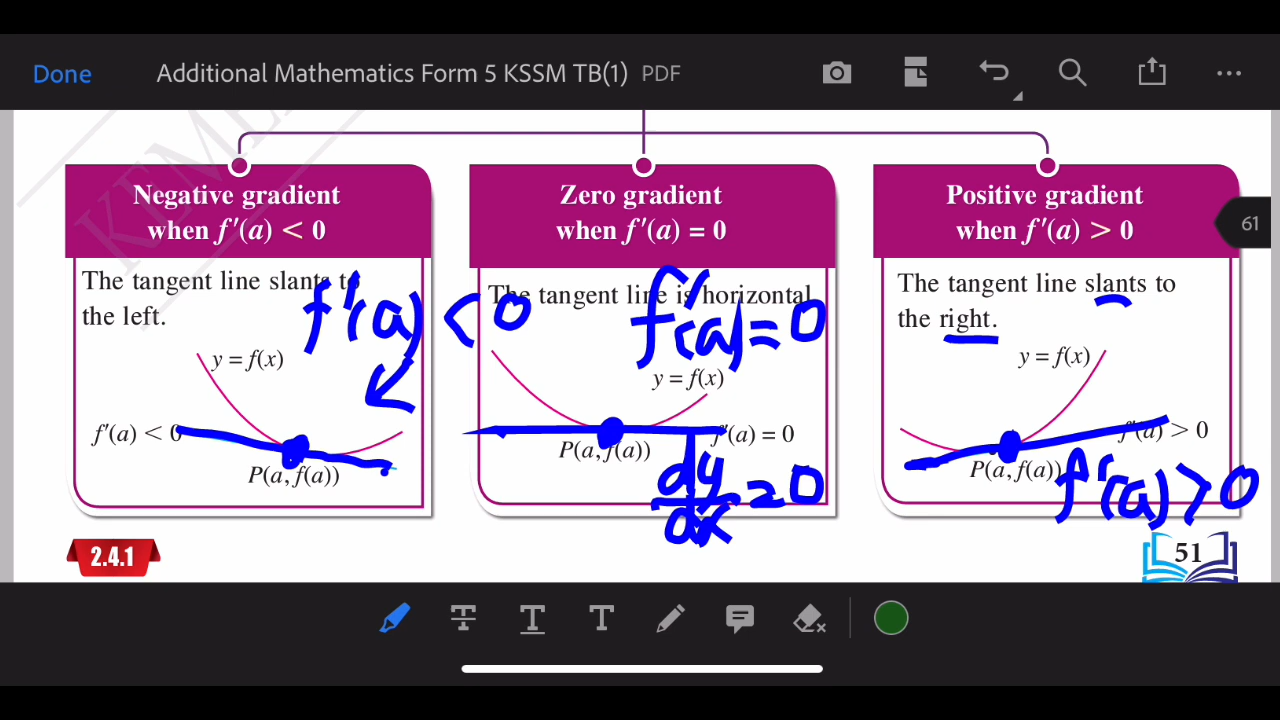 Done
Additional Mathematics Form 5 KSSM TB(1) PDF
Negative gradient
when f′(a) < 0
The tangent line slants to
the left.
f′(a) < 0
y = f(x)
f′(a) < 0
P(a, f(a))
Zero gradient
when f′(a) = 0
The tangent line is horizontal
f′(a) = 0
y = f(x)
f′(a) = 0
P(a, f(a))
dy/dx = 0
Positive gradient
when f′(a) > 0
The tangent line slants to
the right.
y = f(x)
f′(a) > 0
P(a, f(a))
f′(a) > 0
61
2.4.1
51
T
T
T